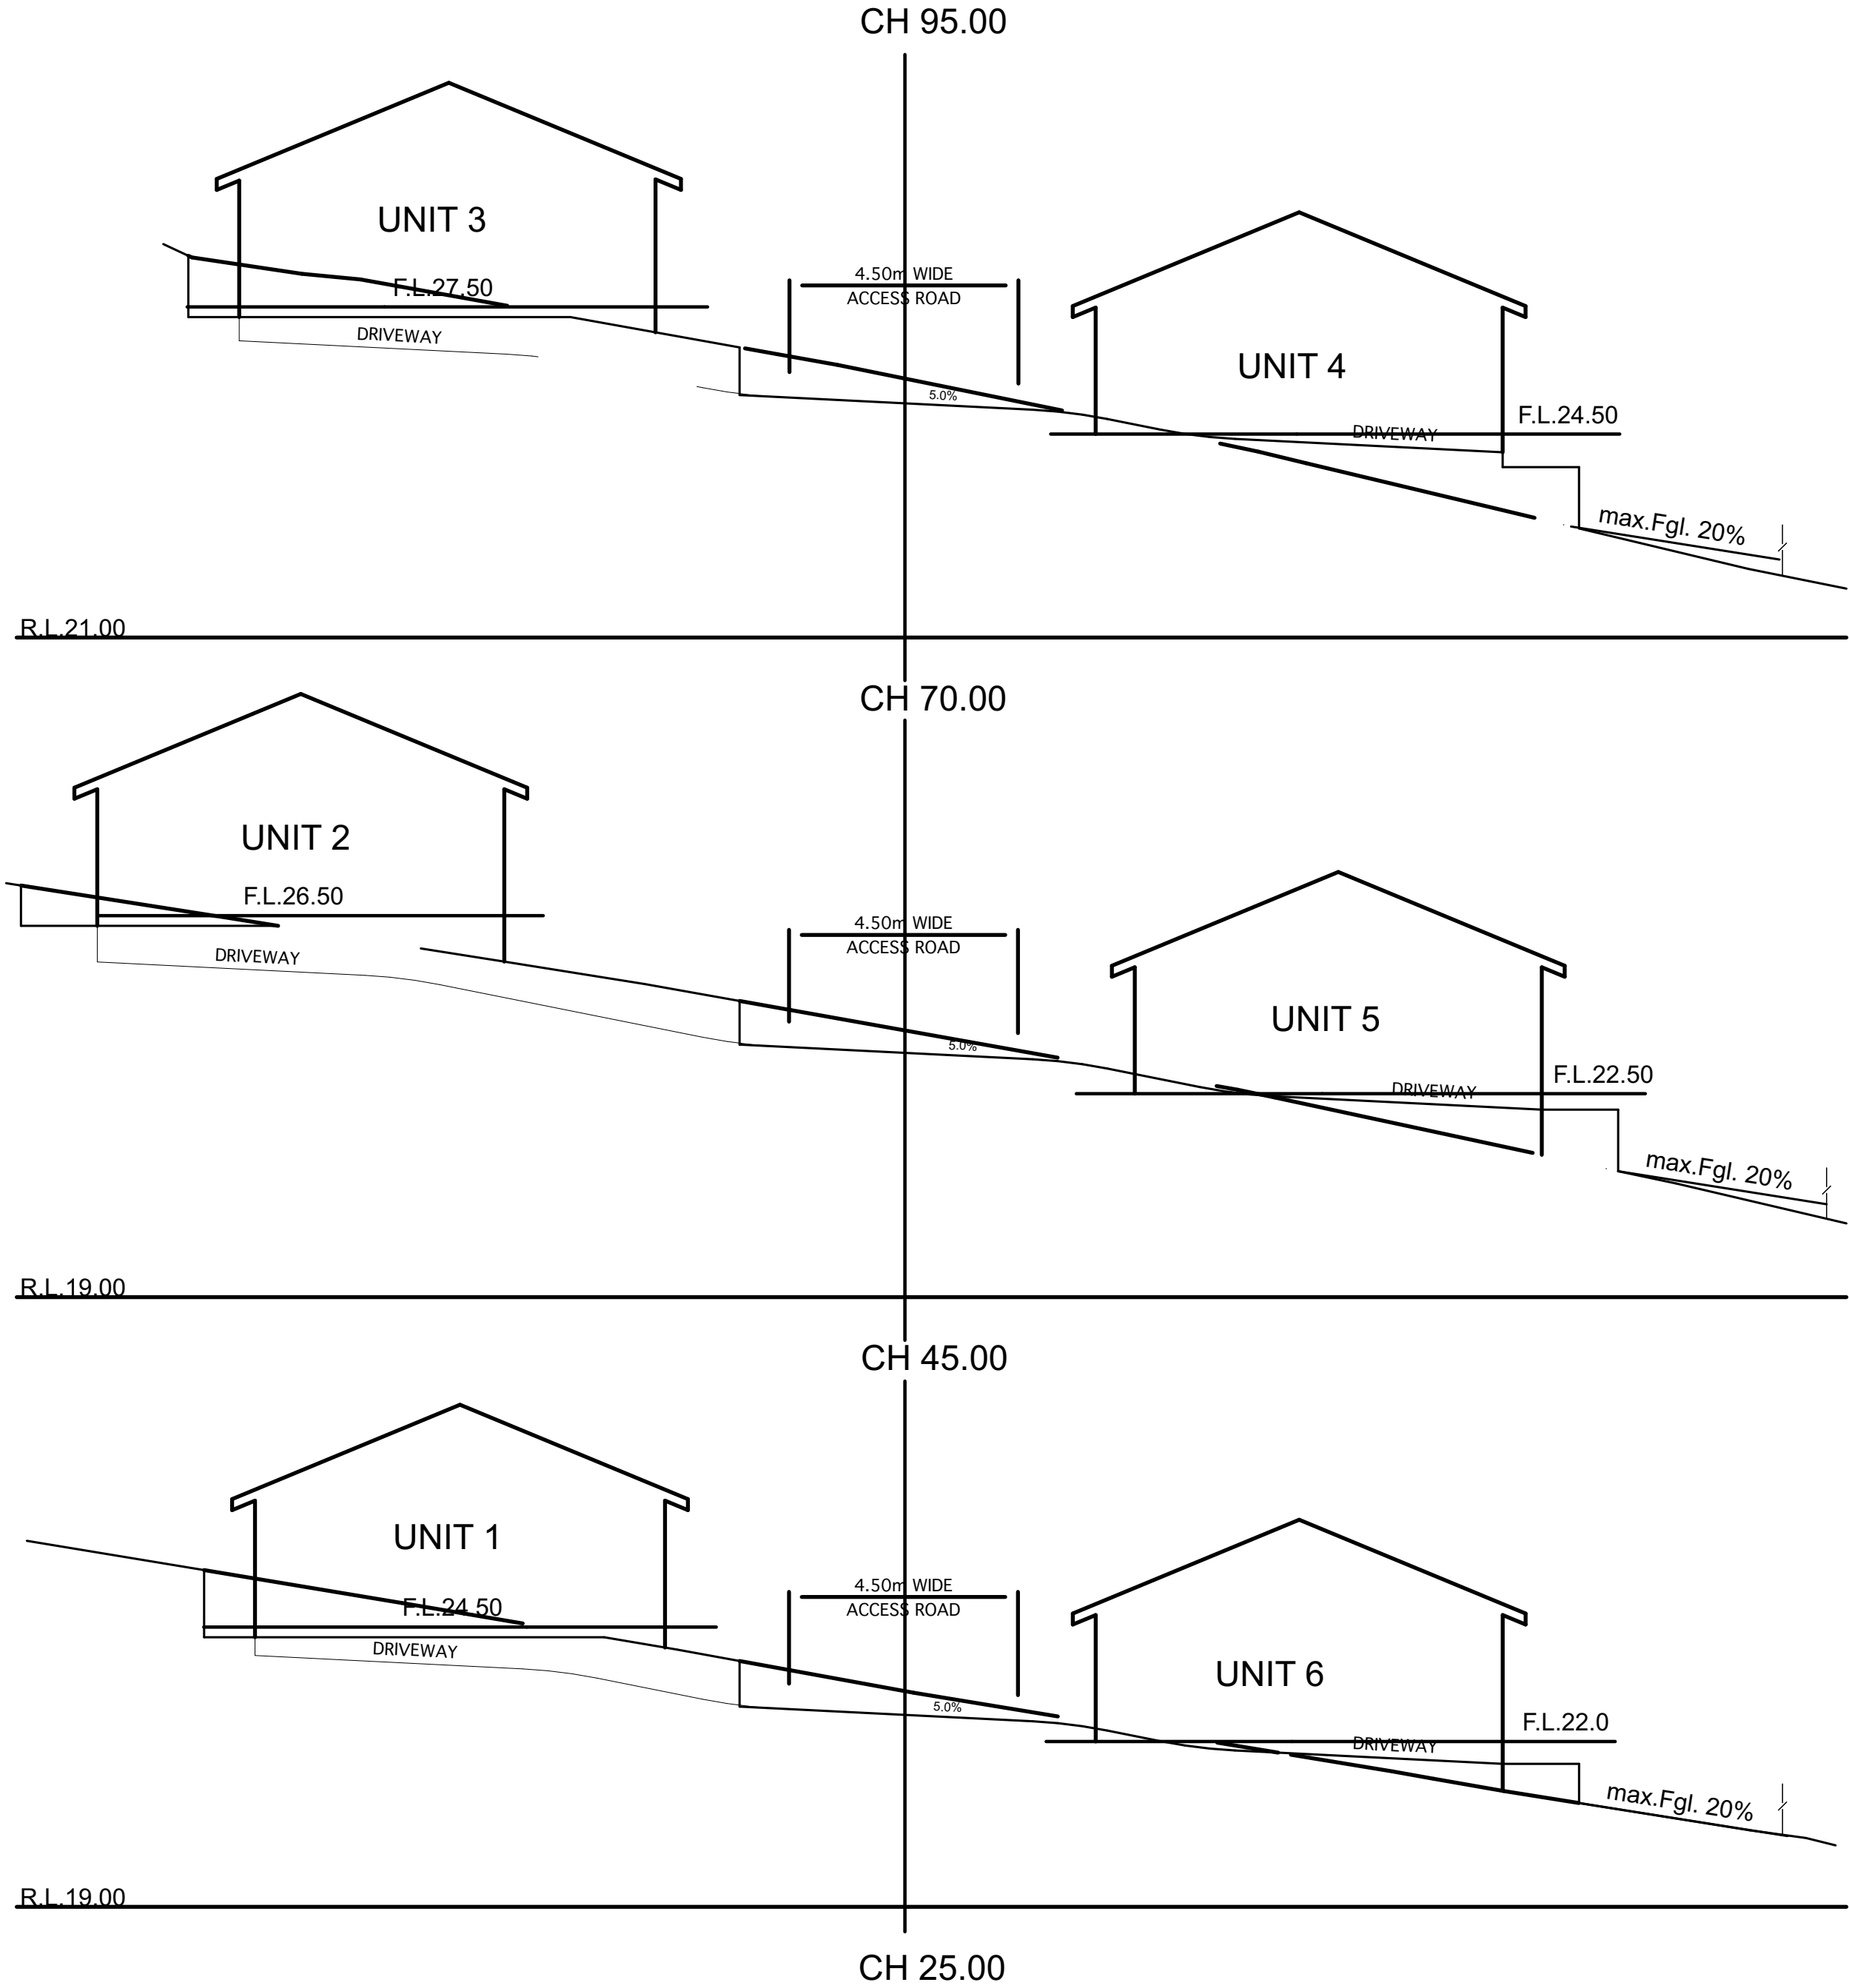 CH 95.00
UNIT 3
F.L.27.50
DRIVEWAY
4.50m WIDE
ACCESS ROAD
5.0%
UNIT 4
F.L.24.50
DRIVEWAY
max.Fgl. 20%
R.L.21.00
CH 70.00
UNIT 2
F.L.26.50
DRIVEWAY
4.50m WIDE
ACCESS ROAD
5.0%
UNIT 5
F.L.22.50
DRIVEWAY
max.Fgl. 20%
R.L.19.00
CH 45.00
UNIT 1
F.L.24.50
DRIVEWAY
4.50m WIDE
ACCESS ROAD
5.0%
UNIT 6
F.L.22.0
DRIVEWAY
max.Fgl. 20%
R.L.19.00
CH 25.00